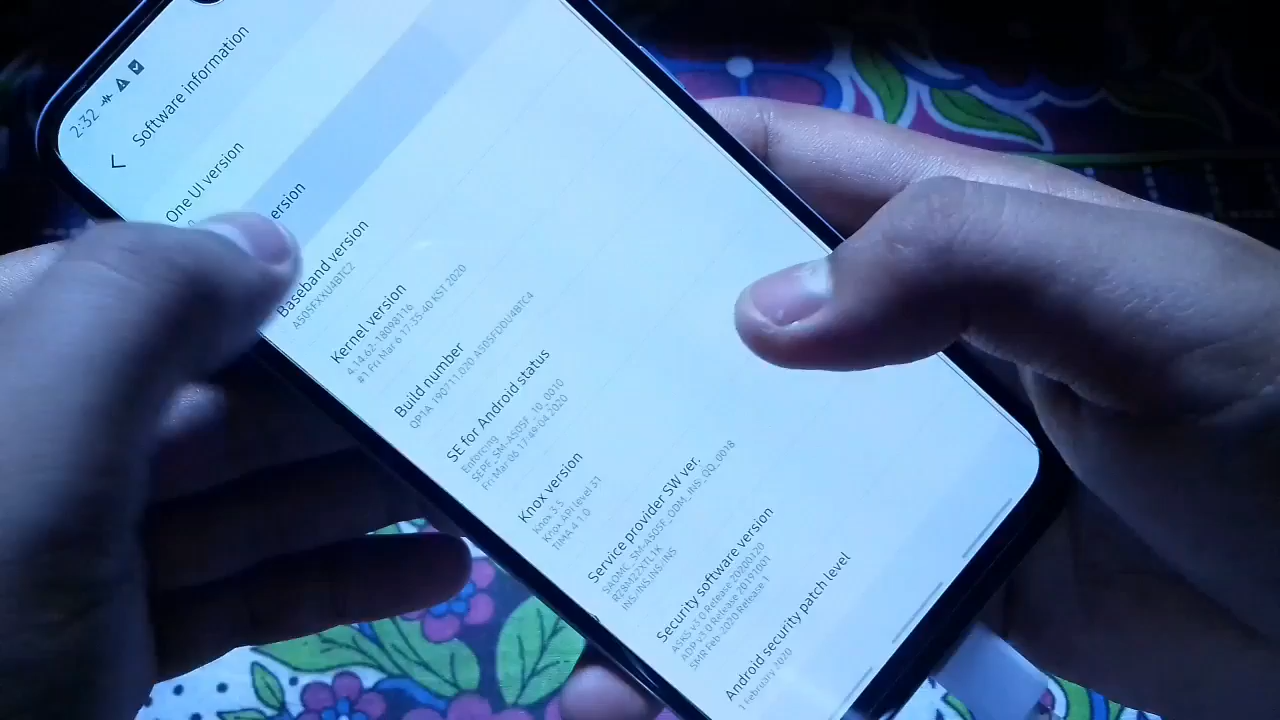 2:32
Software information
One UI version
ersion
Baseband version
A505FXXU4BTC2
Kernel version
4.14.62-18098116
#1 Fri Mar 6 17:35:40 KST 2020
Build number
QP1A.190711.020.A505FDDU4BTC4
SE for Android status
Enforcing
SEPF_SM-A505F_10_0010
Fri Mar 06 17:49:04 2020
Knox version
Knox 3.5
Knox API level 31
TIMA 4.1.0
Service provider SW ver.
SAOMC_SM-A505F_ODM_INS_QQ_0018
R28M22XTL1K
INS/INS/INS/INS
Security software version
ASKS v3.0 Release 20200320
ADP v3.0 Release 20191001
SMR Feb-2020 Release 1
Android security patch level
1 February 2020